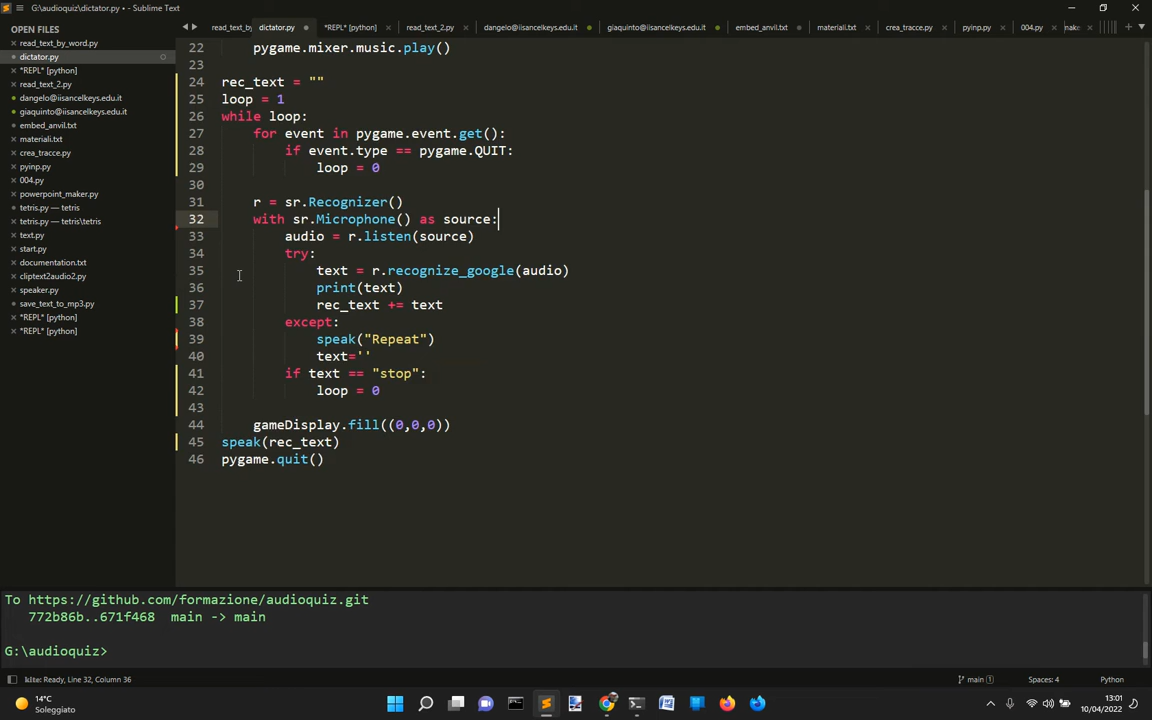 G:\audioquiz\dictator.py • - Sublime Text
OPEN FILES
read_text_by_word.py
dictator.py
*REPL* [python]
read_text_2.py
dangelo@iisancelkeys.edu.it
giaquinto@iisancelkeys.edu.it
embed_anvil.txt
materiali.txt
crea_tracce.py
pyinp.py
004.py
powerpoint_maker.py
tetris.py — tetris
tetris.py — tetris\tetris
text.py
start.py
documentation.txt
cliptext2audio2.py
speaker.py
save_text_to_mp3.py
*REPL* [python]
*REPL* [python]
read_text_by dictator.py *REPL* [python] read_text_2.py dangelo@iisancelkeys.edu.it giaquinto@iisancelkeys.edu.it embed_anvil.txt materiali.txt crea_tracce.py pyinp.py 004.py make
22 pygame.mixer.music.play()
23
24 rec_text = ""
25 loop = 1
26 while loop:
27 for event in pygame.event.get():
28 if event.type == pygame.QUIT:
29 loop = 0
30
31 r = sr.Recognizer()
32 with sr.Microphone() as source:
33 audio = r.listen(source)
34 try:
35 text = r.recognize_google(audio)
36 print(text)
37 rec_text += text
38 except:
39 speak("Repeat")
40 text=''
41 if text == "stop":
42 loop = 0
43
44 gameDisplay.fill((0,0,0))
45 speak(rec_text)
46 pygame.quit()
To https://github.com/formazione/audioquiz.git
772b86b..671f468 main -> main
G:\audioquiz>
kite: Ready, Line 32, Column 36
main 1
Spaces: 4
Python
14°C
Soleggiato
13:01
10/04/2022